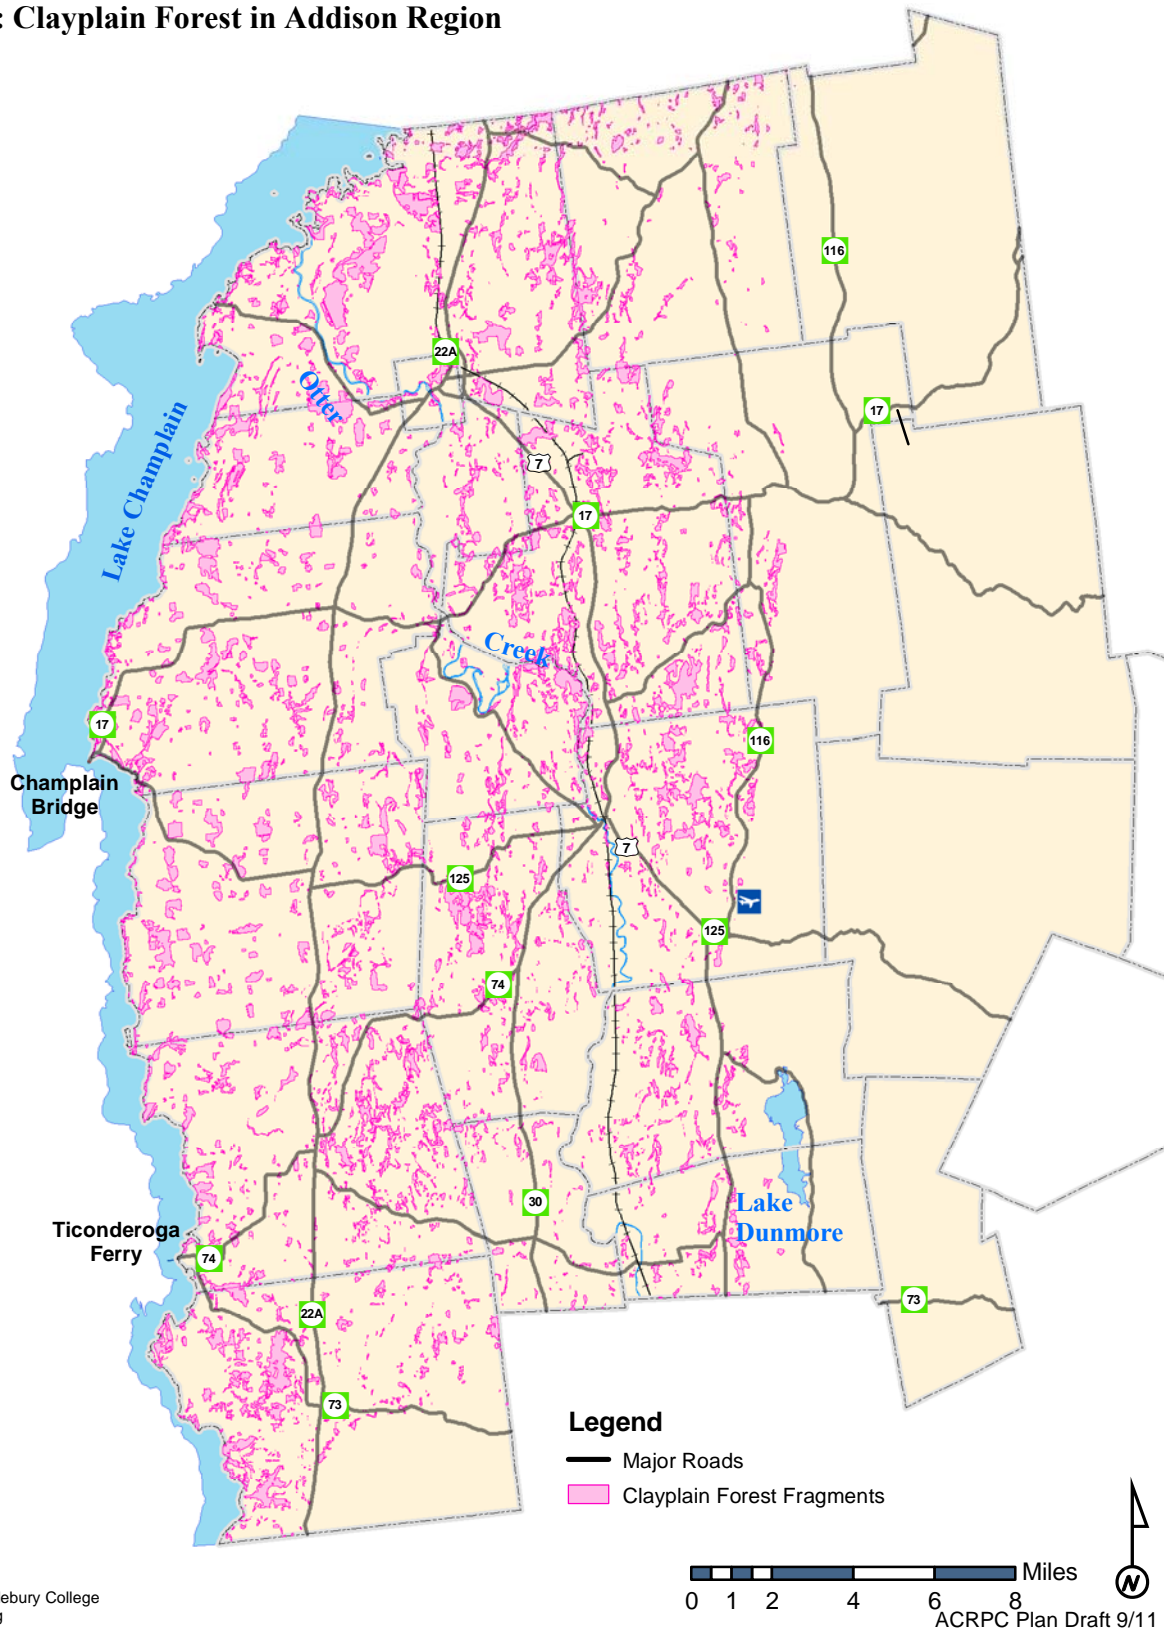 : Clayplain Forest in Addison Region
116
22A
17
Otter
Lake Champlain
7
17
Creek
17
116
Champlain
Bridge
7
125
125
74
30
Lake
Dunmore
Ticonderoga
Ferry
74
73
22A
73
Legend
Major Roads
Clayplain Forest Fragments
Miles
0 1 2 4 6 8
N
ebury College
g
ACRPC Plan Draft 9/11